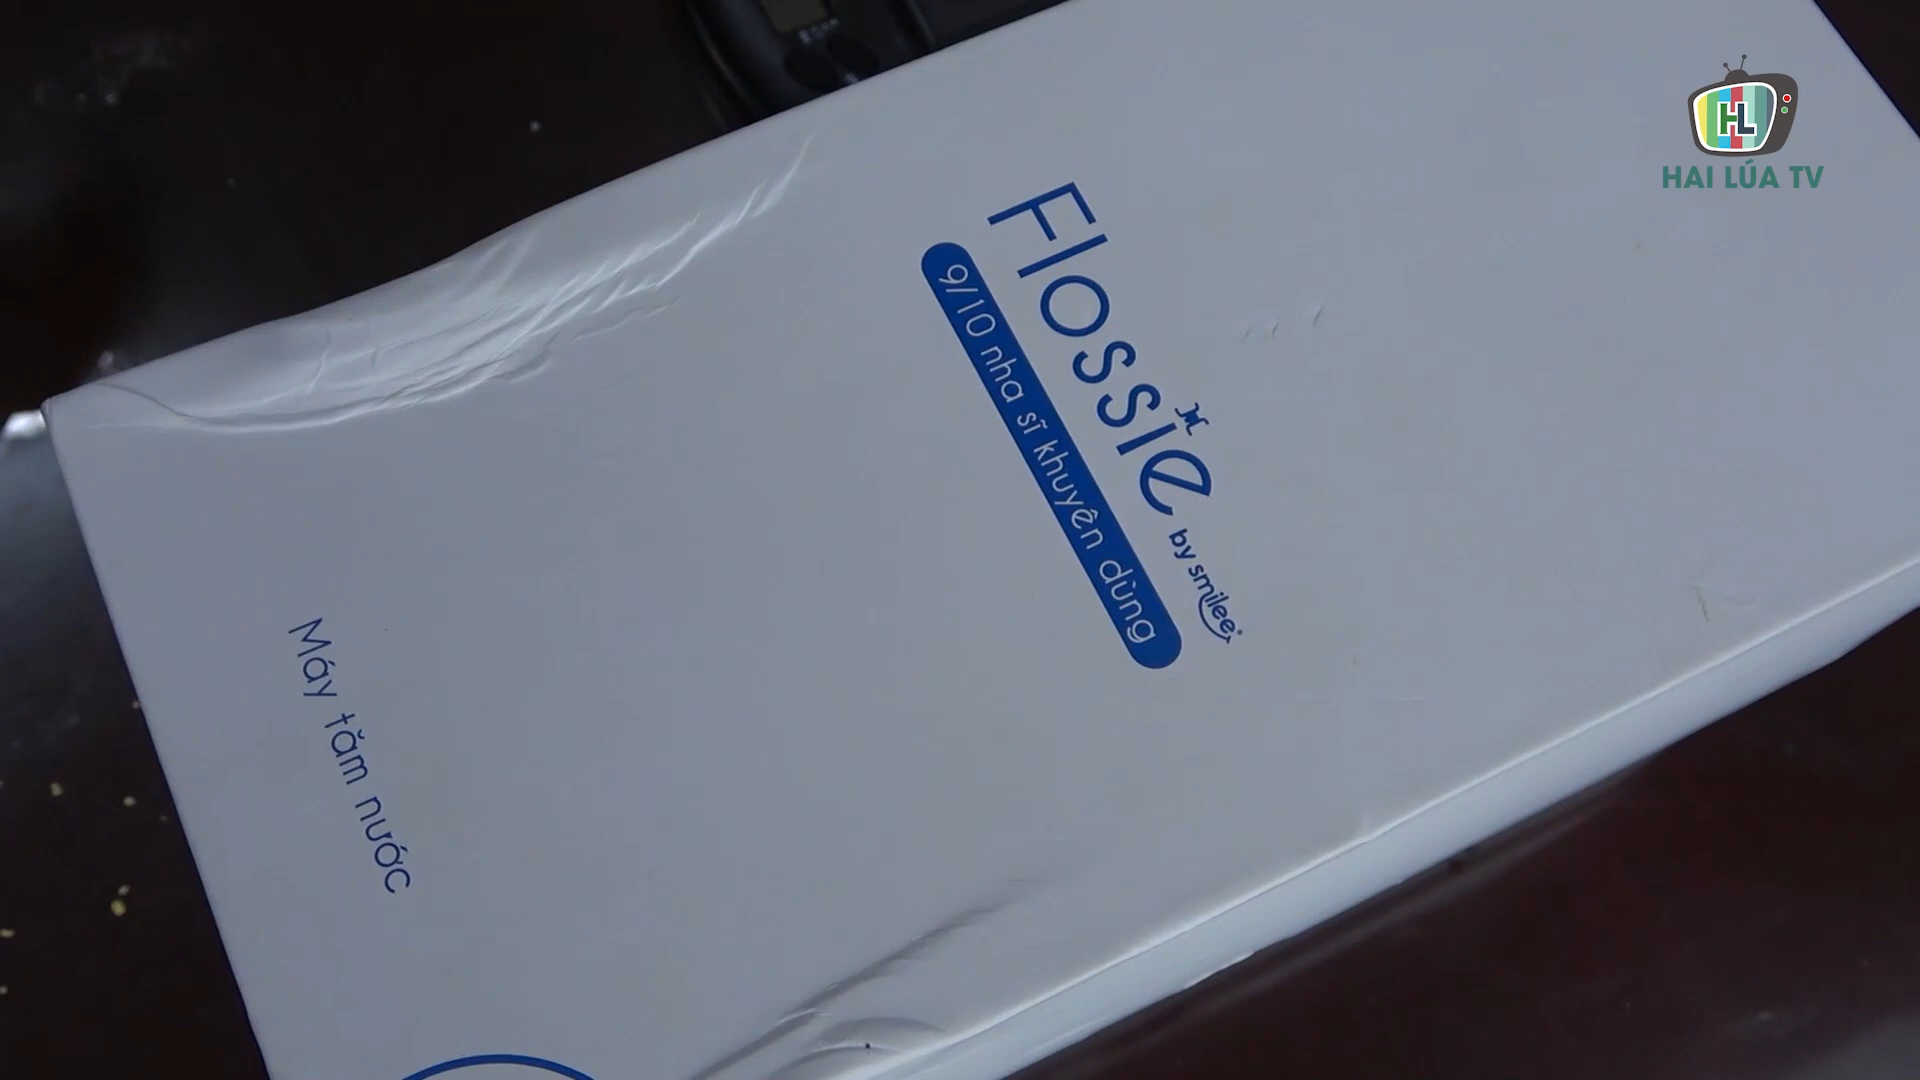 HL
HAI LÚA TV
Flossie by smilee
9/10 nha sĩ khuyên dùng
Máy tăm nước